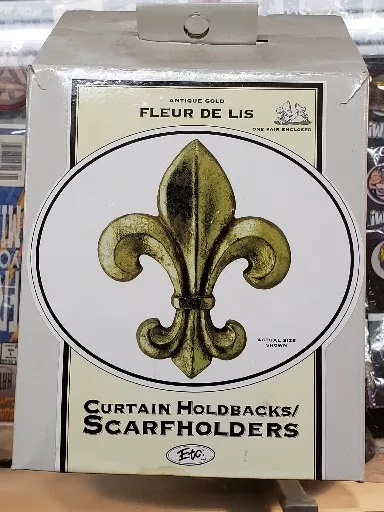 ANTIQUE GOLD
FLEUR DE LIS
ONE PAIR ENCLOSED
ACTUAL SIZE
SHOWN
CURTAIN HOLDBACKS/
SCARFHOLDERS
Etc.